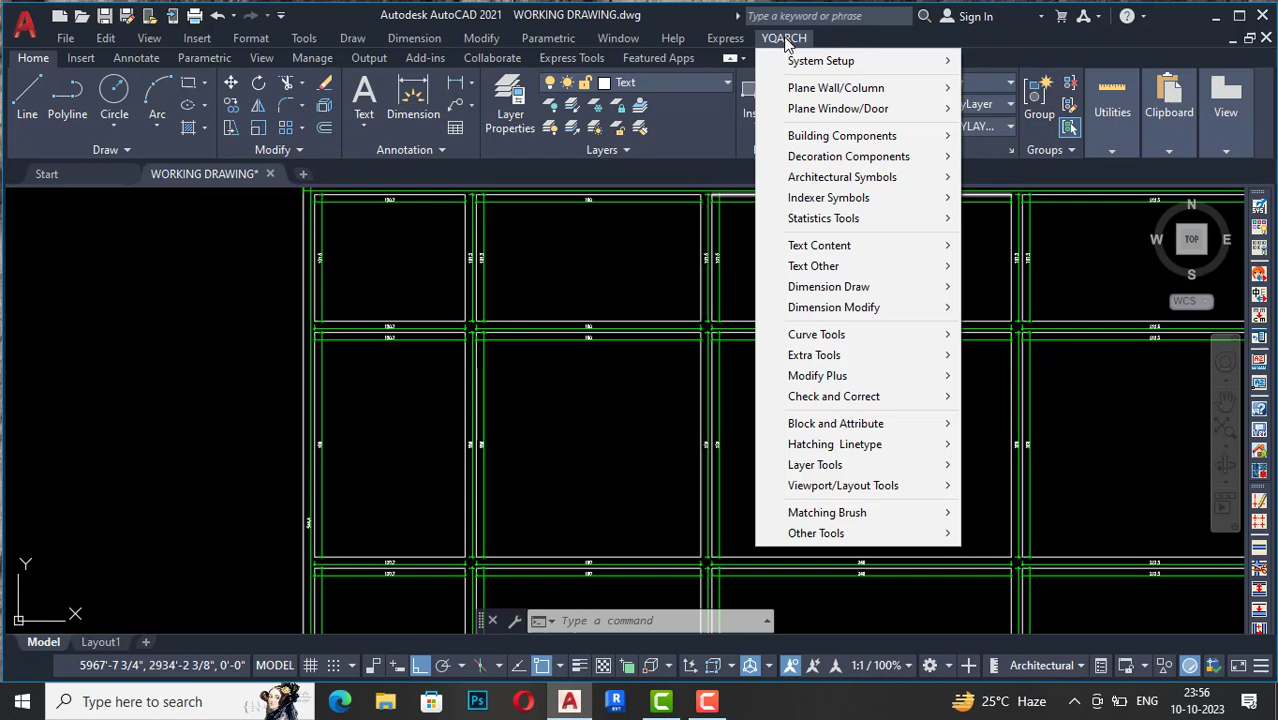 Autodesk AutoCAD 2021 WORKING DRAWING.dwg
Type a keyword or phrase
Sign In
File Edit View Insert Format Tools Draw Dimension Modify Parametric Window Help Express YQARCH
Home Insert Annotate Parametric View Manage Output Add-ins Collaborate Express Tools Featured Apps
Line Polyline Circle Arc
Text Dimension
Layer Properties
Text
Group
Utilities Clipboard View
Draw Modify Annotation Layers Groups
Start WORKING DRAWING*
System Setup
Plane Wall/Column
Plane Window/Door
Building Components
Decoration Components
Architectural Symbols
Indexer Symbols
Statistics Tools
Text Content
Text Other
Dimension Draw
Dimension Modify
Curve Tools
Extra Tools
Modify Plus
Check and Correct
Block and Attribute
Hatching Linetype
Layer Tools
Viewport/Layout Tools
Matching Brush
Other Tools
N
W TOP E
S
WCS
Y
X
Type a command
Model Layout1
5967'-7 3/4", 2934'-2 3/8", 0'-0" MODEL 1:1 / 100% Architectural
Type here to search
25°C Haze
ENG
23:56
10-10-2023